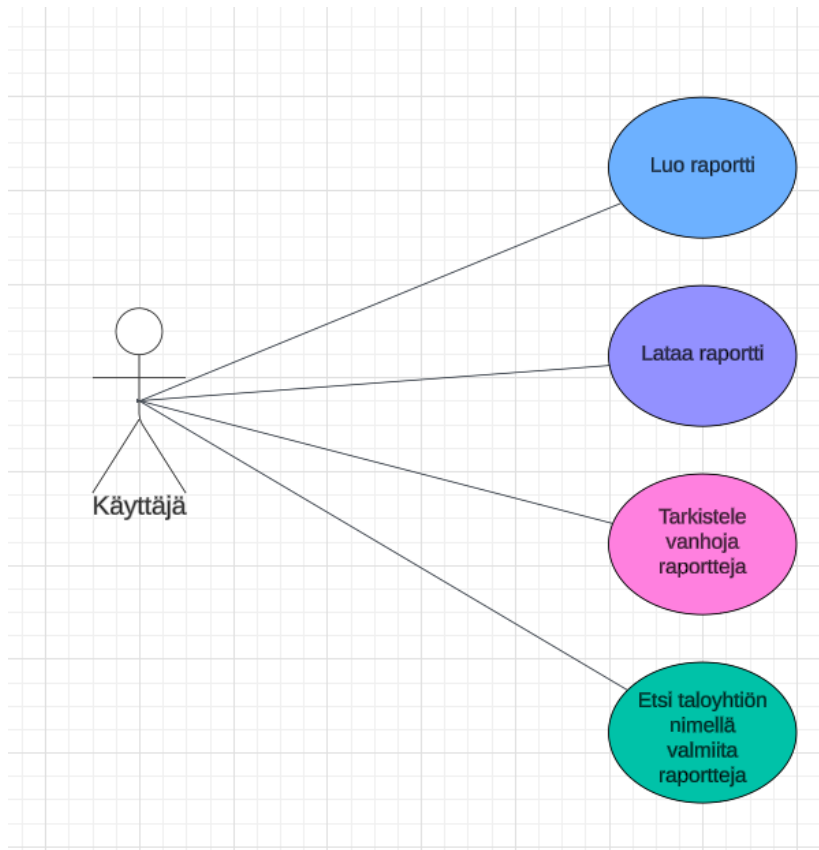 Luo raportti
Lataa raportti
Käyttäjä
Tarkistele
vanhoja
raportteja
Etsi taloyhtiön
nimellä
valmiita
raportteja